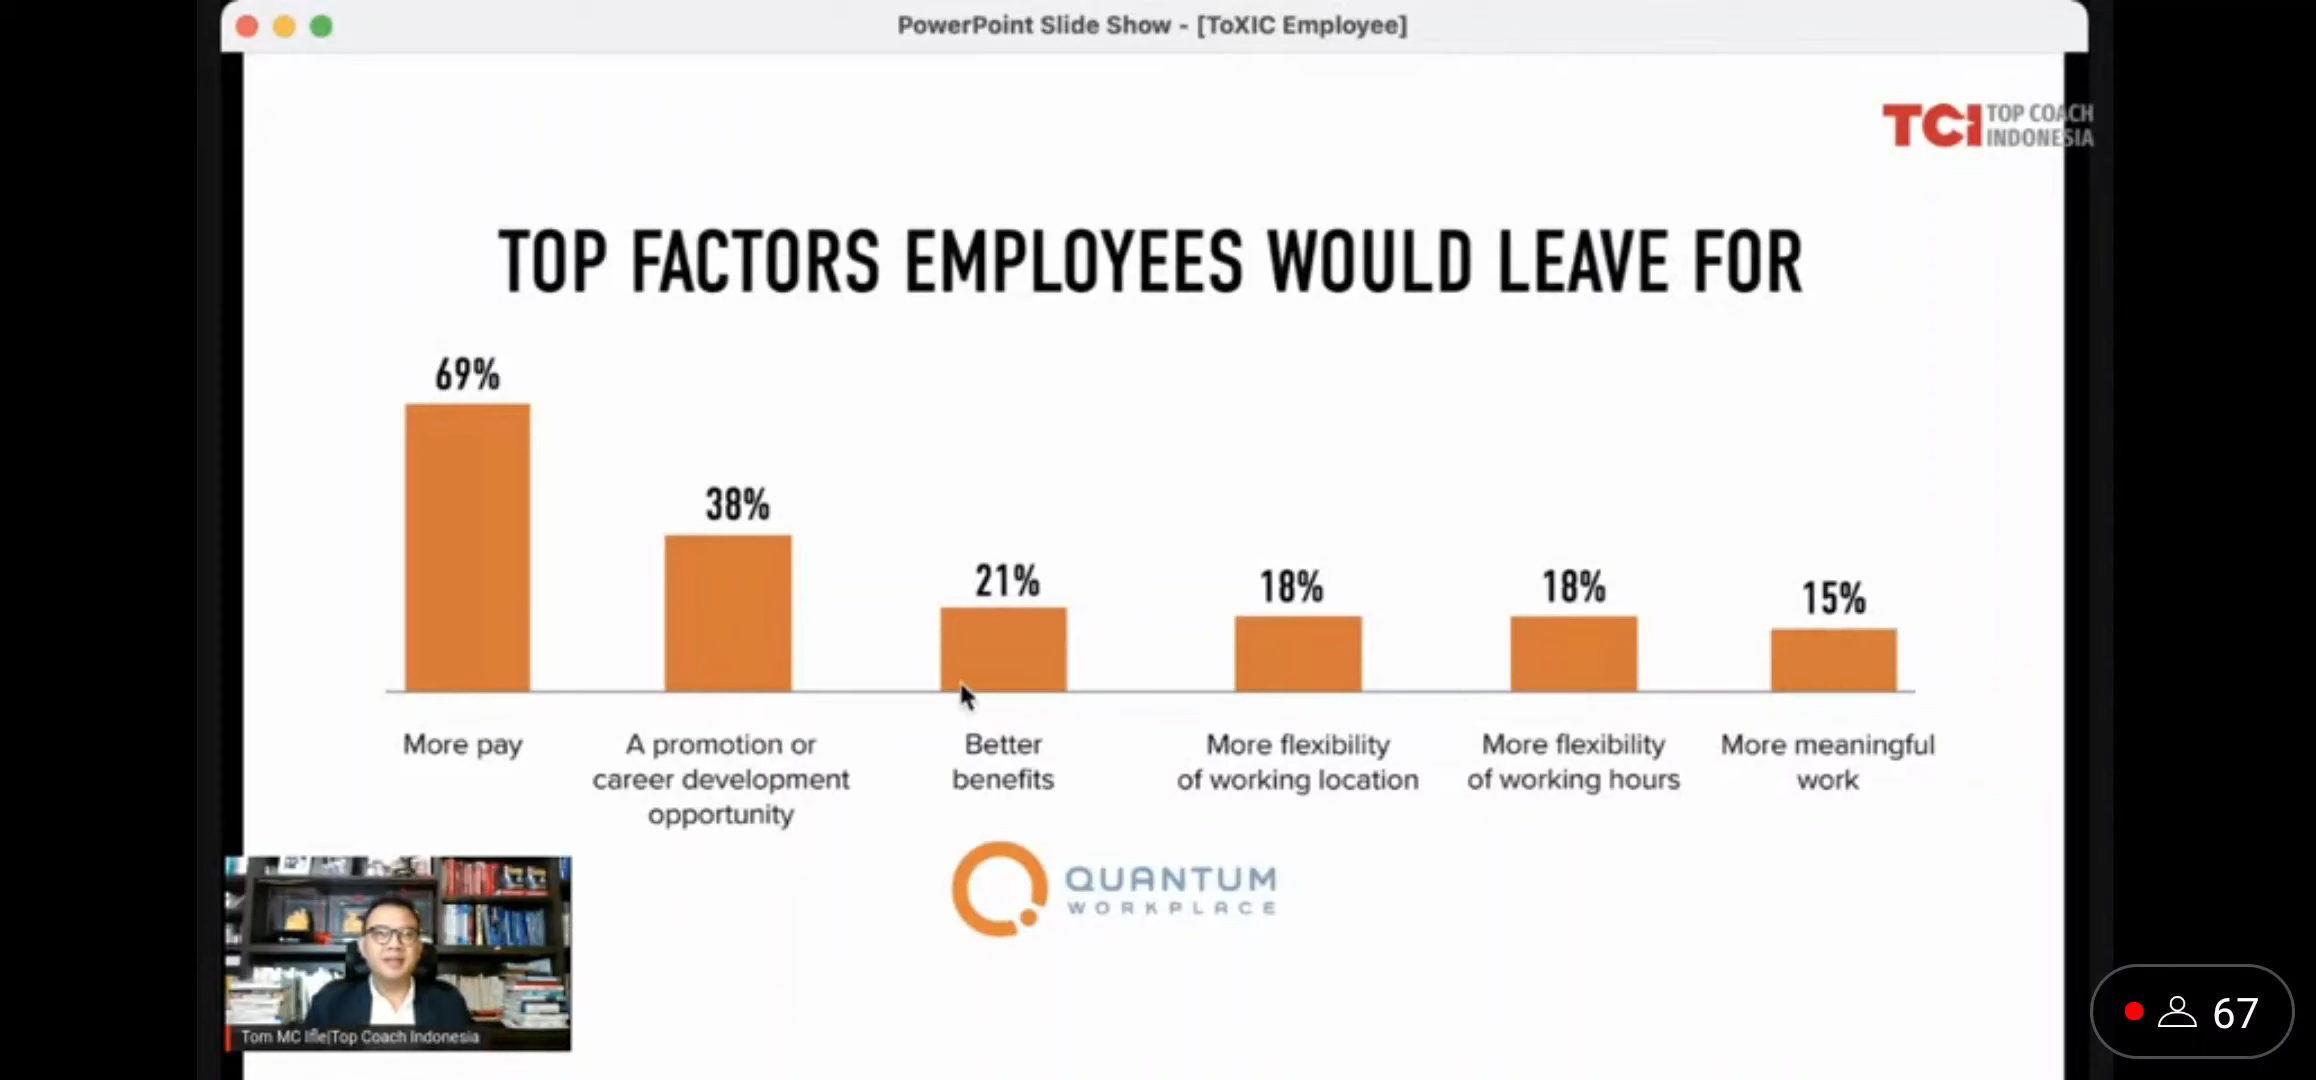 PowerPoint Slide Show - [ToXIC Employee]
TCI TOP COACH
INDONESIA
TOP FACTORS EMPLOYEES WOULD LEAVE FOR
69%
38%
21%
18%
18%
15%
More pay
A promotion or
career development
opportunity
Better
benefits
More flexibility
of working location
More flexibility
of working hours
More meaningful
work
QUANTUM
WORKPLACE
Tom MC Ifle|Top Coach Indonesia
67